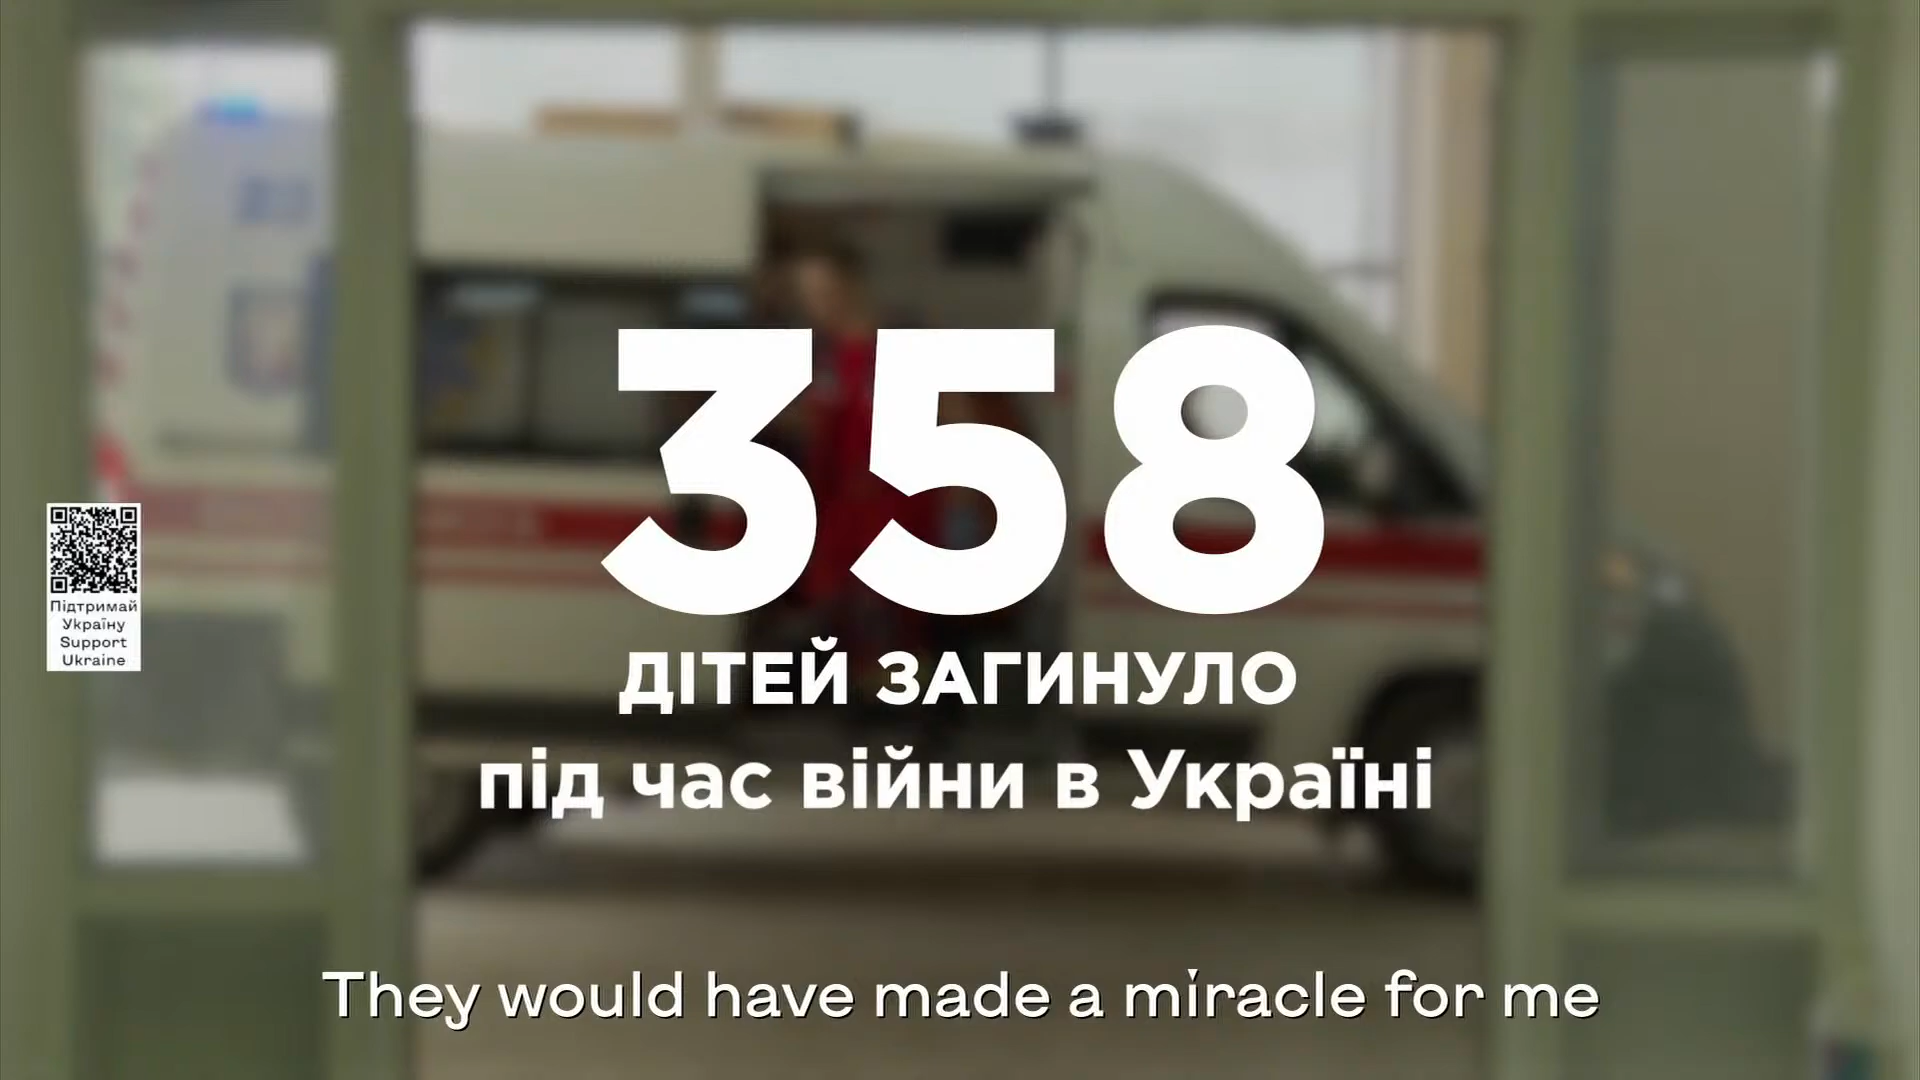 358
ДІТЕЙ ЗАГИНУЛО
під час війни в Україні
Підтримай
Україну
Support
Ukraine
They would have made a miracle for me